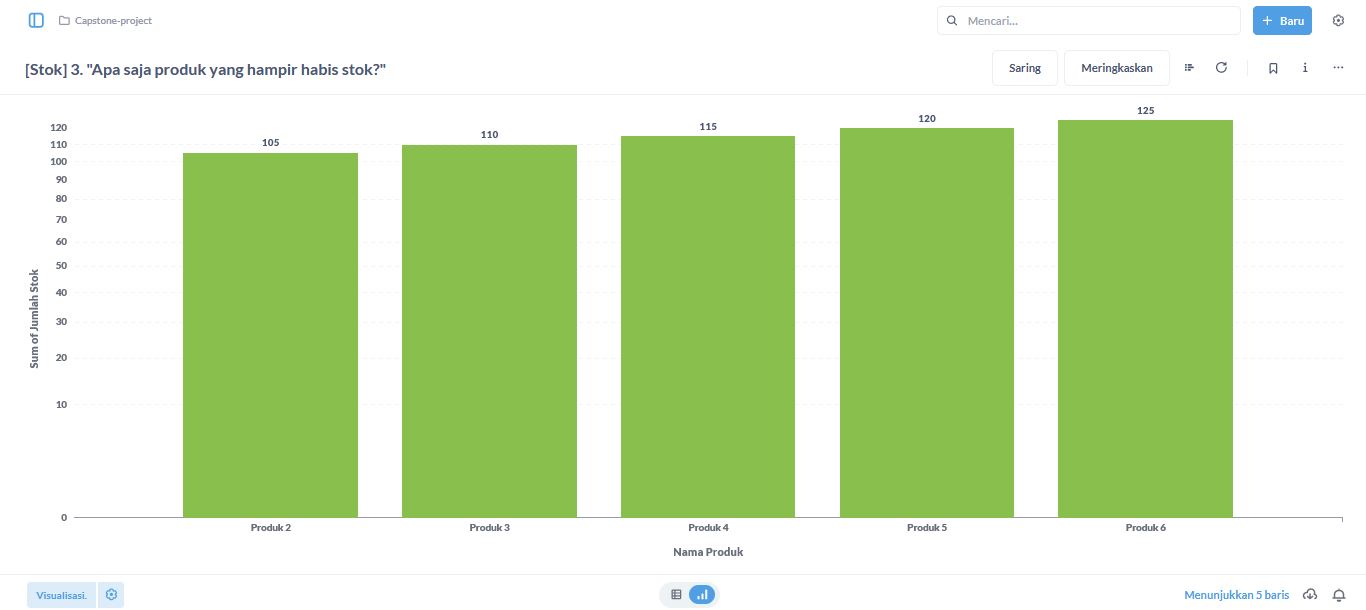 Capstone-project
Mencari...
+ Baru
[Stok] 3. "Apa saja produk yang hampir habis stok?"
Saring
Meringkaskan
Sum of Jumlah Stok
120
110
100
90
80
70
60
50
40
30
20
10
0
105
110
115
120
125
Produk 2
Produk 3
Produk 4
Produk 5
Produk 6
Nama Produk
Visualisasi.
Menunjukkan 5 baris